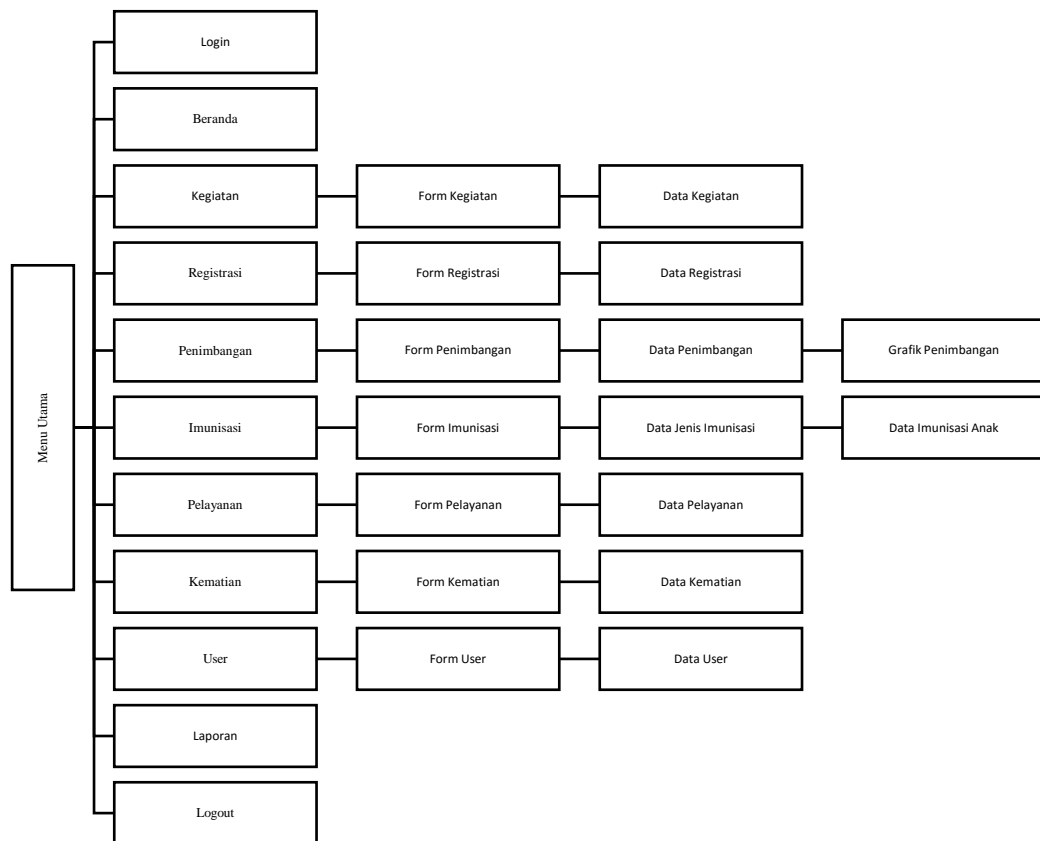 Menu Utama
Login
Beranda
Kegiatan
Form Kegiatan
Data Kegiatan
Registrasi
Form Registrasi
Data Registrasi
Penimbangan
Form Penimbangan
Data Penimbangan
Grafik Penimbangan
Imunisasi
Form Imunisasi
Data Jenis Imunisasi
Data Imunisasi Anak
Pelayanan
Form Pelayanan
Data Pelayanan
Kematian
Form Kematian
Data Kematian
User
Form User
Data User
Laporan
Logout